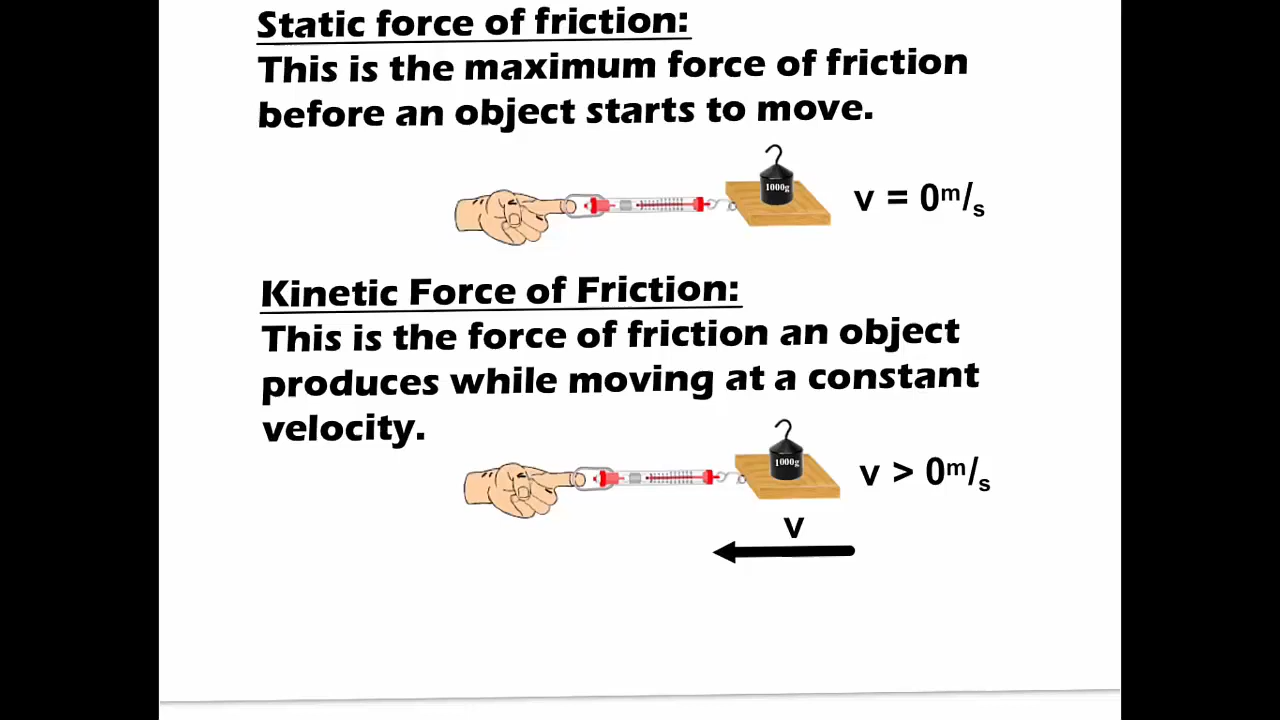 Static force of friction:
This is the maximum force of friction
before an object starts to move.
1000g
v = 0m/s
Kinetic Force of Friction:
This is the force of friction an object
produces while moving at a constant
velocity.
1000g
v > 0m/s
v